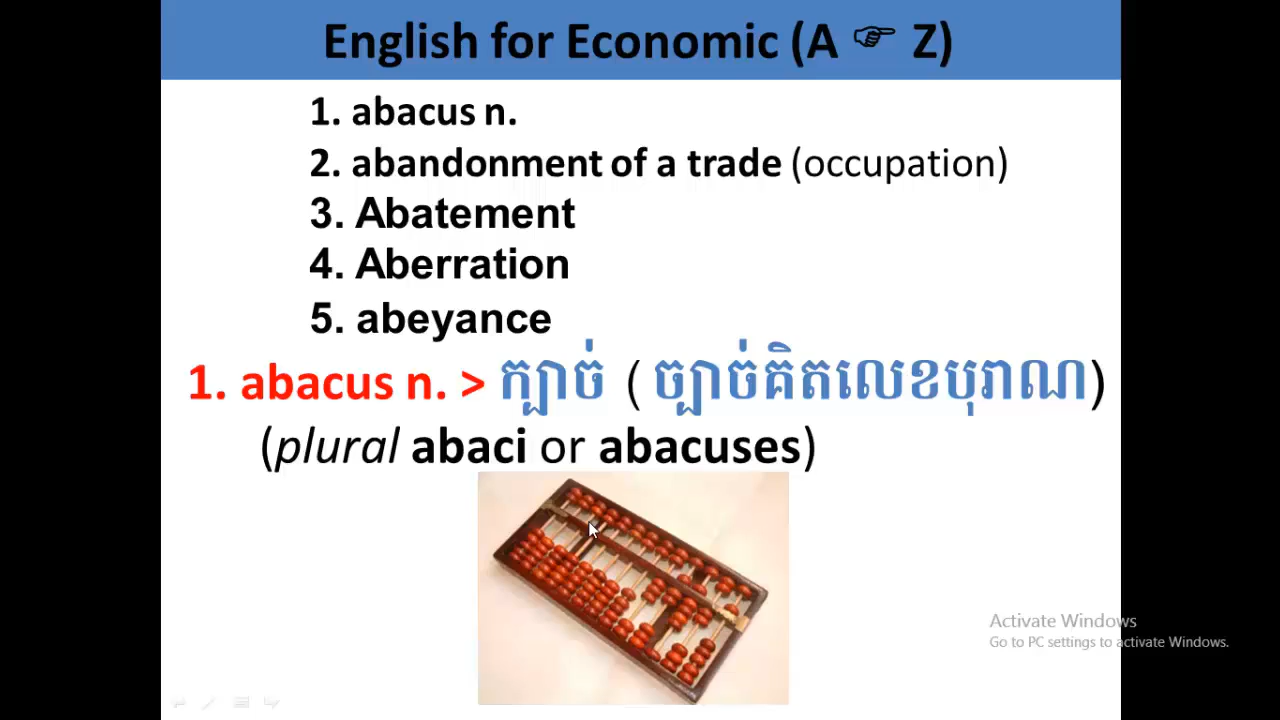 English for Economic (A ☞ Z)
1. abacus n.
2. abandonment of a trade (occupation)
3. Abatement
4. Aberration
5. abeyance
1. abacus n. > ក្បាច់ ( ច្បាច់គិតលេខបុរាណ)
(plural abaci or abacuses)
Activate Windows
Go to PC settings to activate Windows.